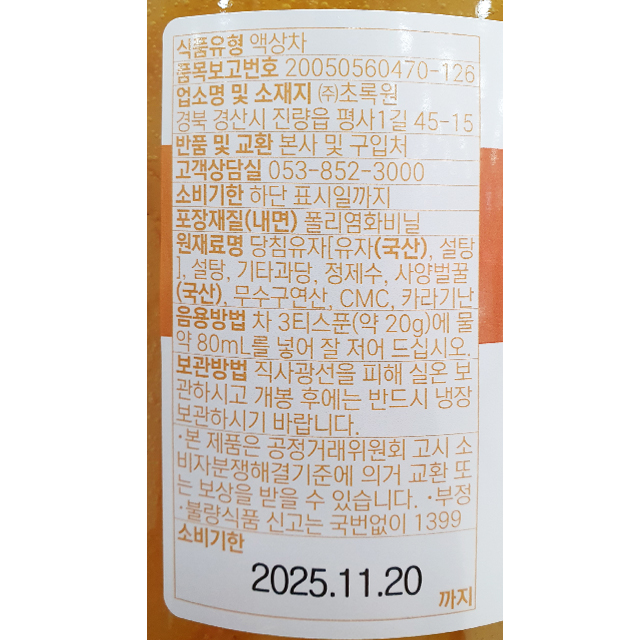 식품유형 액상차
품목보고번호 20050560470-126
업소명 및 소재지 ㈜초록원
경북 경산시 진량읍 평사1길 45-15
반품 및 교환 본사 및 구입처
고객상담실 053-852-3000
소비기한 하단 표시일까지
포장재질(내면) 폴리염화비닐
원재료명 당침유자[유자(국산), 설탕
], 설탕, 기타과당, 정제수, 사양벌꿀
(국산), 무수구연산, CMC, 카라기난
음용방법 차 3티스푼(약 20g)에 물
약 80mL를 넣어 잘 저어 드십시오.
보관방법 직사광선을 피해 실온 보
관하시고 개봉 후에는 반드시 냉장
보관하시기 바랍니다.
·본 제품은 공정거래위원회 고시 소
비자분쟁해결기준에 의거 교환 또
는 보상을 받을 수 있습니다. ·부정
·불량식품 신고는 국번없이 1399
소비기한
2025.11.20
까지